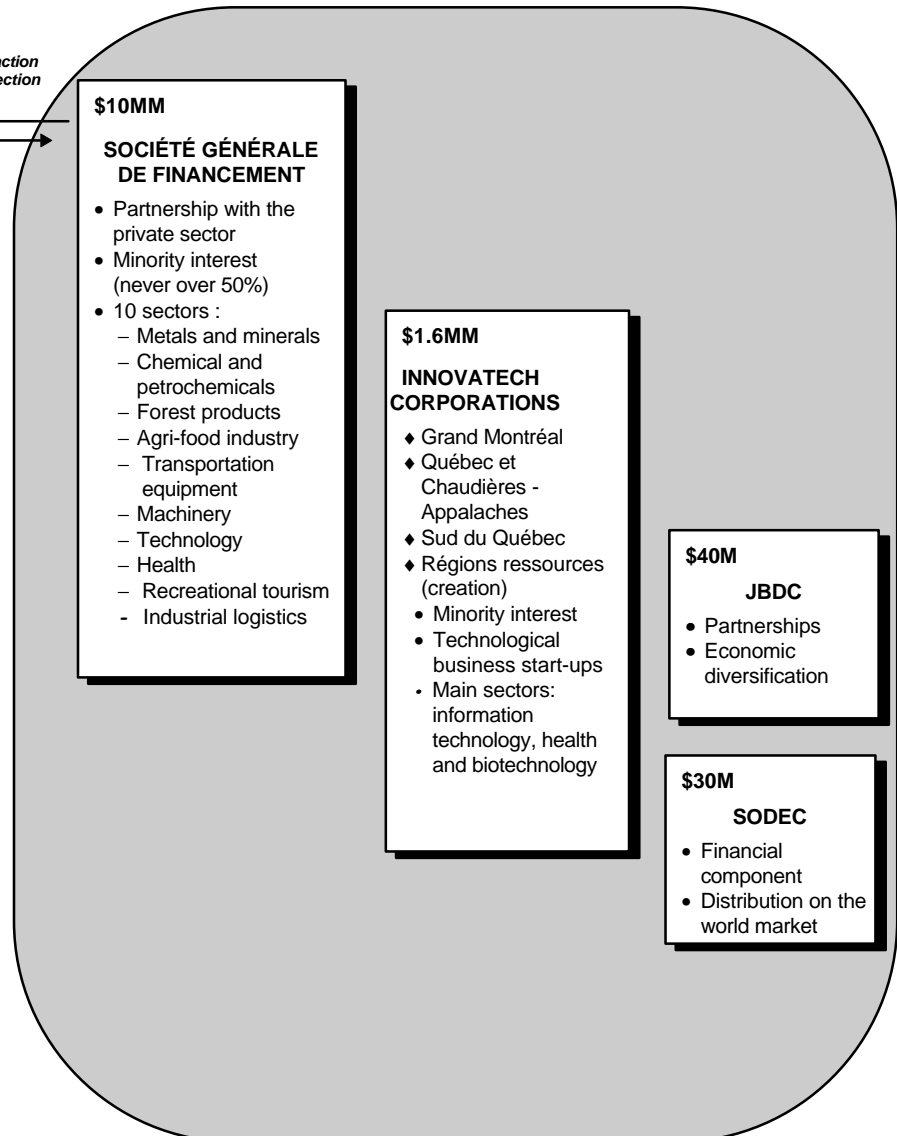 $10MM
SOCIÉTÉ GÉNÉRALE
DE FINANCEMENT
• Partnership with the
private sector
• Minority interest
(never over 50%)
• 10 sectors :
– Metals and minerals
– Chemical and
petrochemicals
– Forest products
– Agri-food industry
– Transportation
equipment
– Machinery
– Technology
– Health
– Recreational tourism
- Industrial logistics
$1.6MM
INNOVATECH
CORPORATIONS
♦ Grand Montréal
♦ Québec et
Chaudières -
Appalaches
♦ Sud du Québec
♦ Régions ressources
(creation)
• Minority interest
• Technological
business start-ups
• Main sectors:
information
technology, health
and biotechnology
$40M
JBDC
• Partnerships
• Economic
diversification
$30M
SODEC
• Financial
component
• Distribution on the
world market